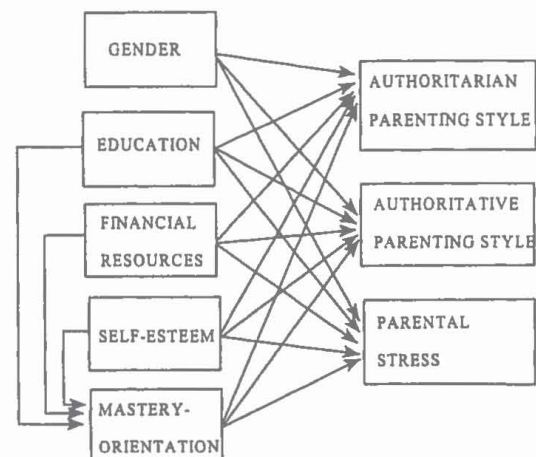 GENDER
EDUCATION
FINANCIAL
RESOURCES
SELF-ESTEEM
MASTERY-
ORIENTATION
AUTHORITARIAN
PARENTING STYLE
AUTHORITATIVE
PARENTING STYLE
PARENTAL
STRESS